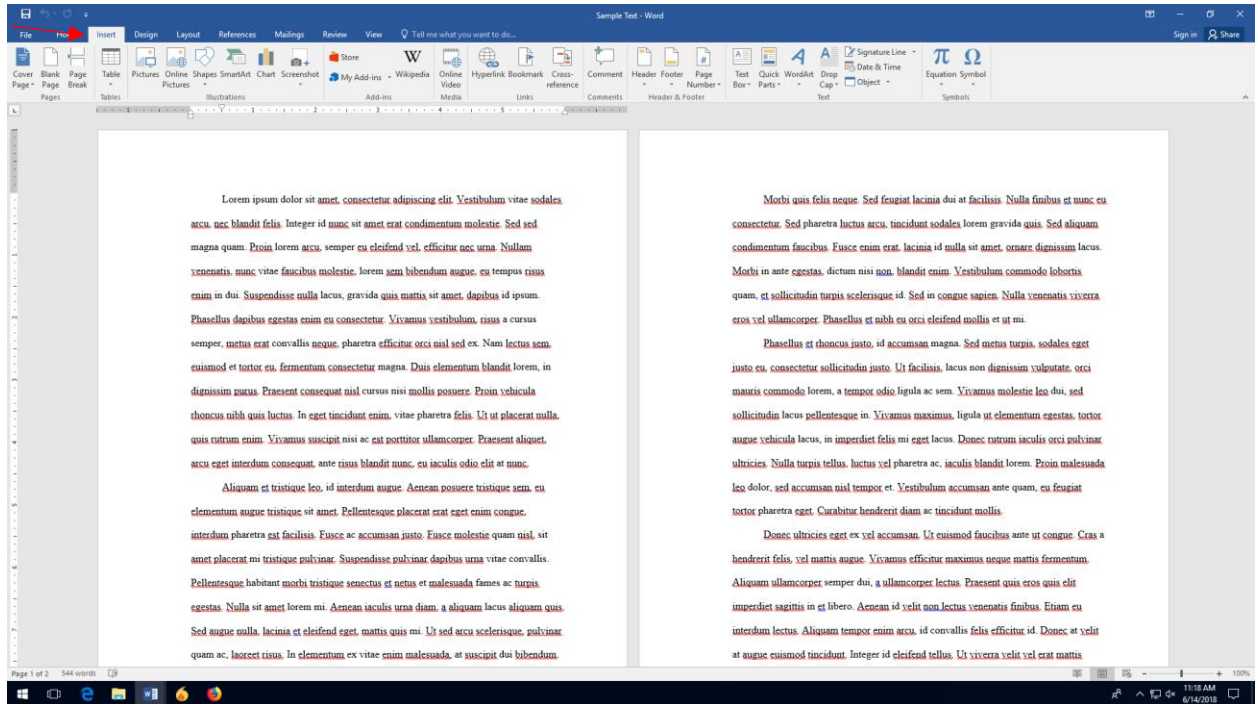 Sample Text - Word
File Home Insert Design Layout References Mailings Review View Tell me what you want to do...
Sign in Share
Cover Page Blank Page Page Break
Pages
Table
Tables
Pictures Online Pictures Shapes SmartArt Chart Screenshot
Illustrations
Store
My Add-ins
Wikipedia
Add-ins
Online Video
Media
Hyperlink Bookmark Cross-reference
Links
Comment
Comments
Header Footer Page Number
Header & Footer
Text Box Quick Parts WordArt Drop Cap
Signature Line
Date & Time
Object
Text
Equation Symbol
Symbols
Lorem ipsum dolor sit amet, consectetur adipiscing elit. Vestibulum vitae sodales
arcu, nec blandit felis. Integer id nunc sit amet erat condimentum molestie. Sed sed
magna quam. Proin lorem arcu, semper eu eleifend vel, efficitur nec urna. Nullam
venenatis, nunc vitae faucibus molestie, lorem sem bibendum augue, eu tempus risus
enim in dui. Suspendisse nulla lacus, gravida quis mattis sit amet, dapibus id ipsum.
Phasellus dapibus egestas enim eu consectetur. Vivamus vestibulum, risus a cursus
semper, metus erat convallis neque, pharetra efficitur orci nisl sed ex. Nam lectus sem,
euismod et tortor eu, fermentum consectetur magna. Duis elementum blandit lorem, in
dignissim purus. Praesent consequat nisl cursus nisi mollis posuere. Proin vehicula
rhoncus nibh quis luctus. In eget tincidunt enim, vitae pharetra felis. Ut ut placerat nulla,
quis rutrum enim. Vivamus suscipit nisi ac est porttitor ullamcorper. Praesent aliquet,
arcu eget interdum consequat, ante risus blandit nunc, eu iaculis odio elit at nunc.
Aliquam et tristique leo, id interdum augue. Aenean posuere tristique sem, eu
elementum augue tristique sit amet. Pellentesque placerat erat eget enim congue,
interdum pharetra est facilisis. Fusce ac accumsan justo. Fusce molestie quam nisl, sit
amet placerat mi tristique pulvinar. Suspendisse pulvinar dapibus urna vitae convallis.
Pellentesque habitant morbi tristique senectus et netus et malesuada fames ac turpis
egestas. Nulla sit amet lorem mi. Aenean iaculis urna diam, a aliquam lacus aliquam quis.
Sed augue nulla, lacinia et eleifend eget, mattis quis mi. Ut sed arcu scelerisque, pulvinar
quam ac, laoreet risus. In elementum ex vitae enim malesuada, at suscipit dui bibendum.
Morbi quis felis neque. Sed feugiat lacinia dui at facilisis. Nulla finibus et nunc eu
consectetur. Sed pharetra luctus arcu, tincidunt sodales lorem gravida quis. Sed aliquam
condimentum faucibus. Fusce enim erat, lacinia id nulla sit amet, ornare dignissim lacus.
Morbi in ante egestas, dictum nisi non, blandit enim. Vestibulum commodo lobortis
quam, et sollicitudin turpis scelerisque id. Sed in congue sapien. Nulla venenatis viverra
eros vel ullamcorper. Phasellus et nibh eu orci eleifend mollis et ut mi.
Phasellus et rhoncus justo, id accumsan magna. Sed metus turpis, sodales eget
justo eu, consectetur sollicitudin justo. Ut facilisis, lacus non dignissim vulputate, orci
mauris commodo lorem, a tempor odio ligula ac sem. Vivamus molestie leo dui, sed
sollicitudin lacus pellentesque in. Vivamus maximus, ligula ut elementum egestas, tortor
augue vehicula lacus, in imperdiet felis mi eget lacus. Donec rutrum iaculis orci pulvinar
ultricies. Nulla turpis tellus, luctus vel pharetra ac, iaculis blandit lorem. Proin malesuada
leo dolor, sed accumsan nisl tempor et. Vestibulum accumsan ante quam, eu feugiat
tortor pharetra eget. Curabitur hendrerit diam ac tincidunt mollis.
Donec ultricies eget ex vel accumsan. Ut euismod faucibus ante ut congue. Cras a
hendrerit felis, vel mattis augue. Vivamus efficitur maximus neque mattis fermentum.
Aliquam ullamcorper semper dui, a ullamcorper lectus. Praesent quis eros quis elit
imperdiet sagittis in et libero. Aenean id velit non lectus venenatis finibus. Etiam eu
interdum lectus. Aliquam tempor enim arcu, id convallis felis efficitur id. Donec at velit
at augue euismod tincidunt. Integer id eleifend tellus. Ut viverra velit vel erat mattis
Page 1 of 2 544 words
100%
11:18 AM
6/14/2018